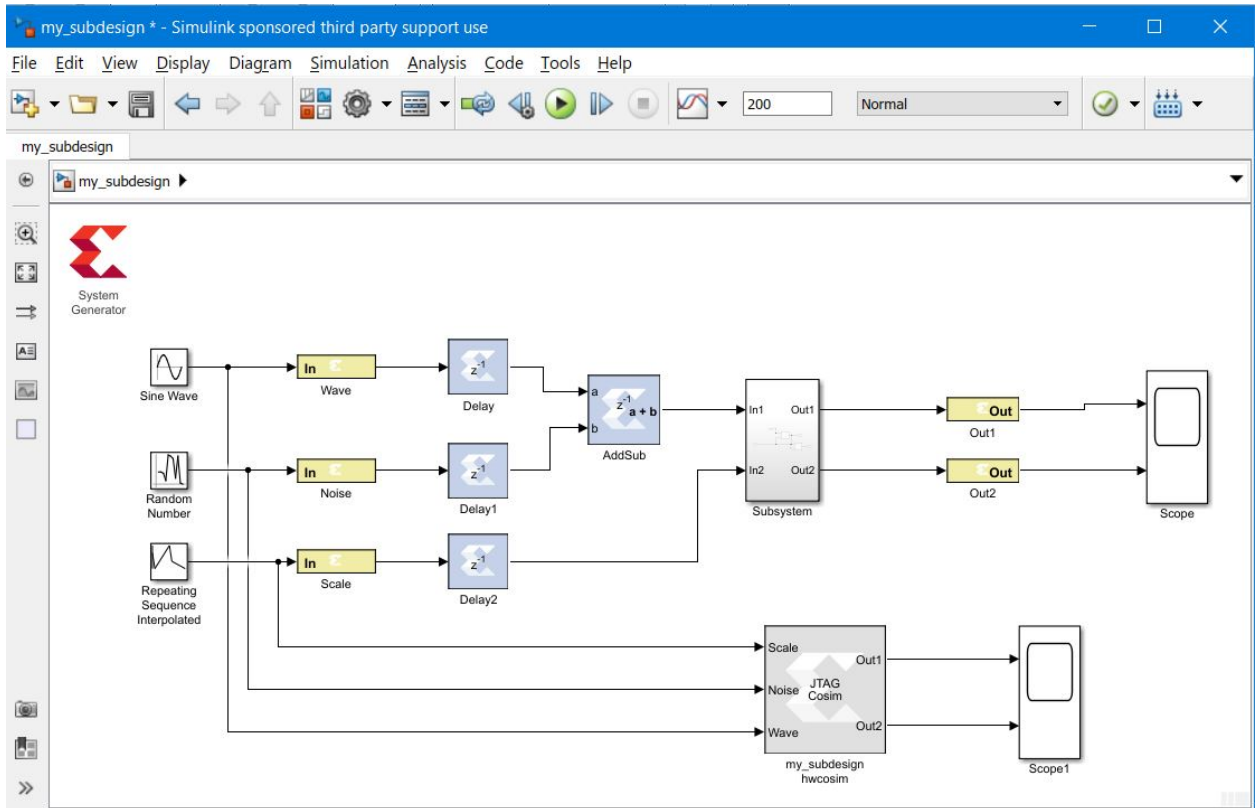 my_subdesign * - Simulink sponsored third party support use
File Edit View Display Diagram Simulation Analysis Code Tools Help
200 Normal
my_subdesign
my_subdesign
System
Generator
Sine Wave
In
Wave
z-1
Delay
a
b
z-1
a + b
AddSub
In1 Out1
In2 Out2
Subsystem
Out
Out1
Out
Out2
Scope
Random
Number
In
Noise
z-1
Delay1
Repeating
Sequence
Interpolated
In
Scale
z-1
Delay2
Scale
Noise
Wave
JTAG
Cosim
Out1
Out2
my_subdesign
hwcosim
Scope1